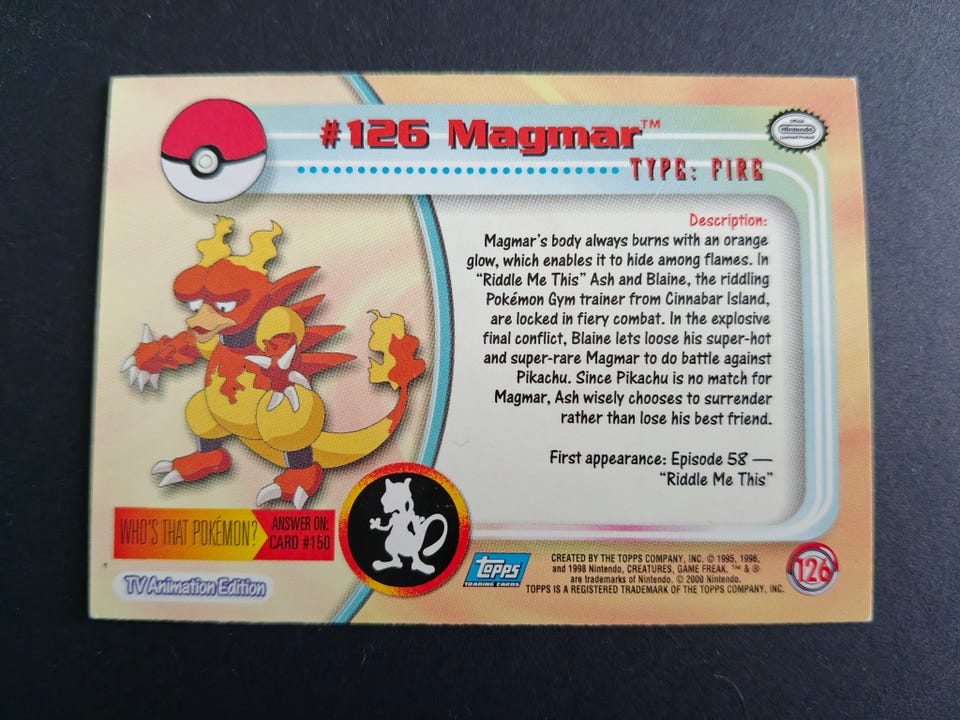 #126 Magmar™
TYPE: FIRE
Official
Nintendo
Licensed Product
Description:
Magmar's body always burns with an orange
glow, which enables it to hide among flames. In
"Riddle Me This" Ash and Blaine, the riddling
Pokémon Gym trainer from Cinnabar Island,
are locked in fiery combat. In the explosive
final conflict, Blaine lets loose his super-hot
and super-rare Magmar to do battle against
Pikachu. Since Pikachu is no match for
Magmar, Ash wisely chooses to surrender
rather than lose his best friend.
First appearance: Episode 58 —
"Riddle Me This"
WHO'S THAT POKÉMON?
ANSWER ON:
CARD #150
TV Animation Edition
topps
TRADING CARDS
CREATED BY THE TOPPS COMPANY, INC. © 1995, 1996,
and 1998 Nintendo, CREATURES, GAME FREAK. ™ & ®
are trademarks of Nintendo. © 2000 Nintendo.
TOPPS IS A REGISTERED TRADEMARK OF THE TOPPS COMPANY, INC.
126